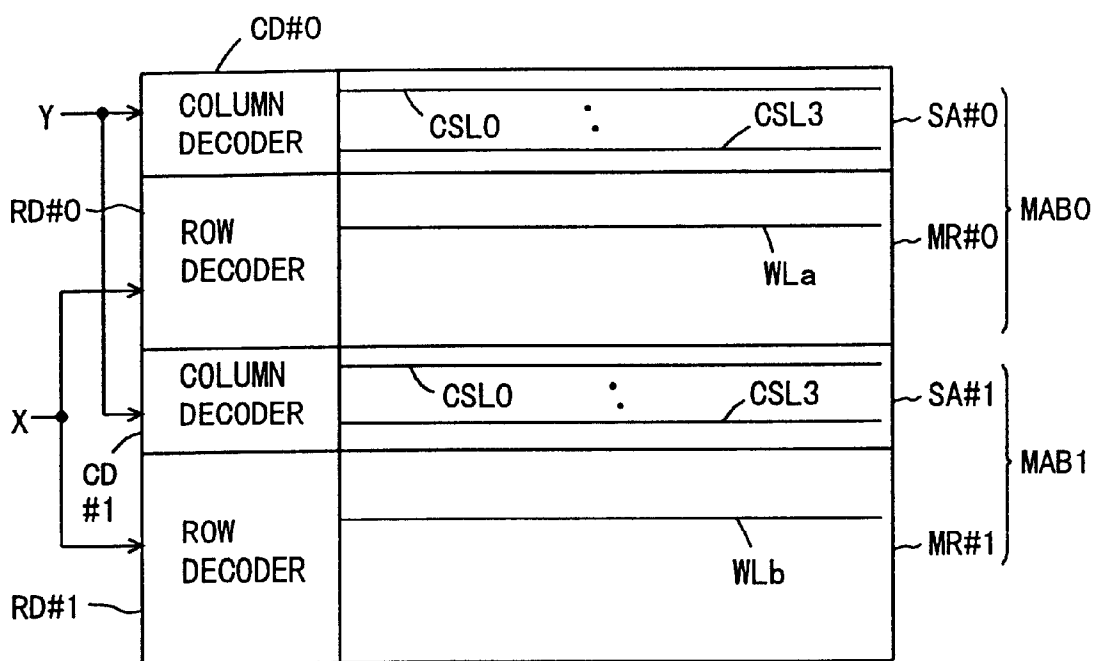 CD#0
Y
COLUMN
DECODER
CSL0
CSL3
SA#0
RD#0
ROW
DECODER
WLa
MR#0
MAB0
X
COLUMN
DECODER
CSL0
CSL3
SA#1
CD
#1
MAB1
ROW
DECODER
WLb
MR#1
RD#1